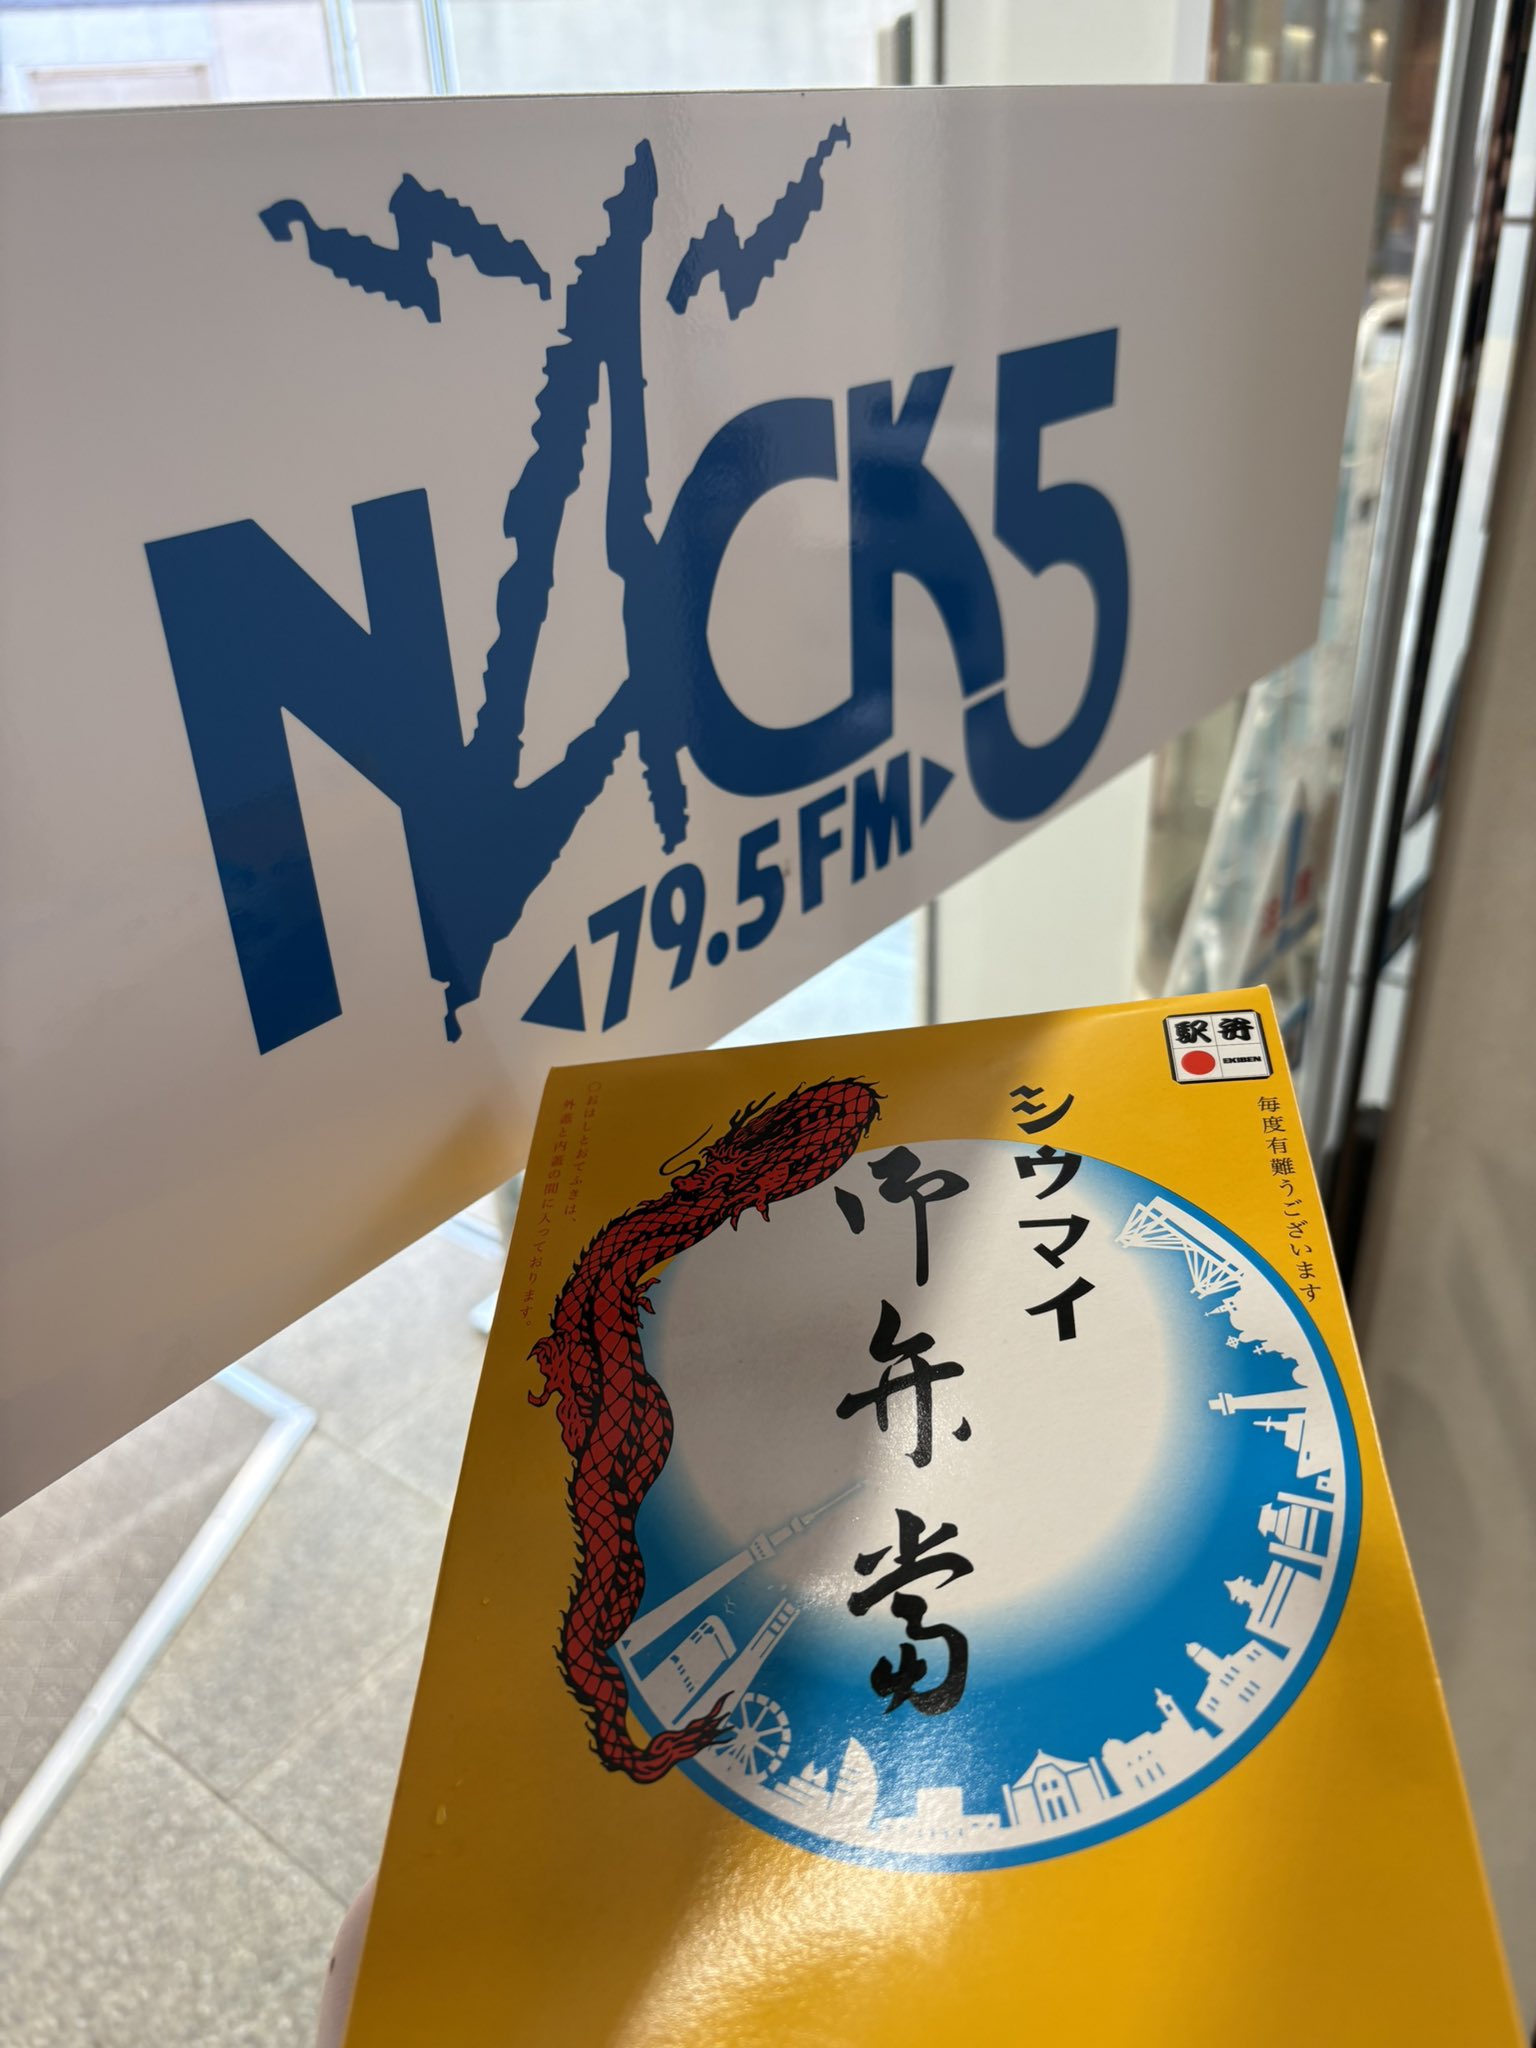 NACK5
79.5FM
駅弁
EKIBEN
毎度有難うございます
シウマイ
御弁当
○おはしとおてふきは、
外蓋と内蓋の間に入っております。